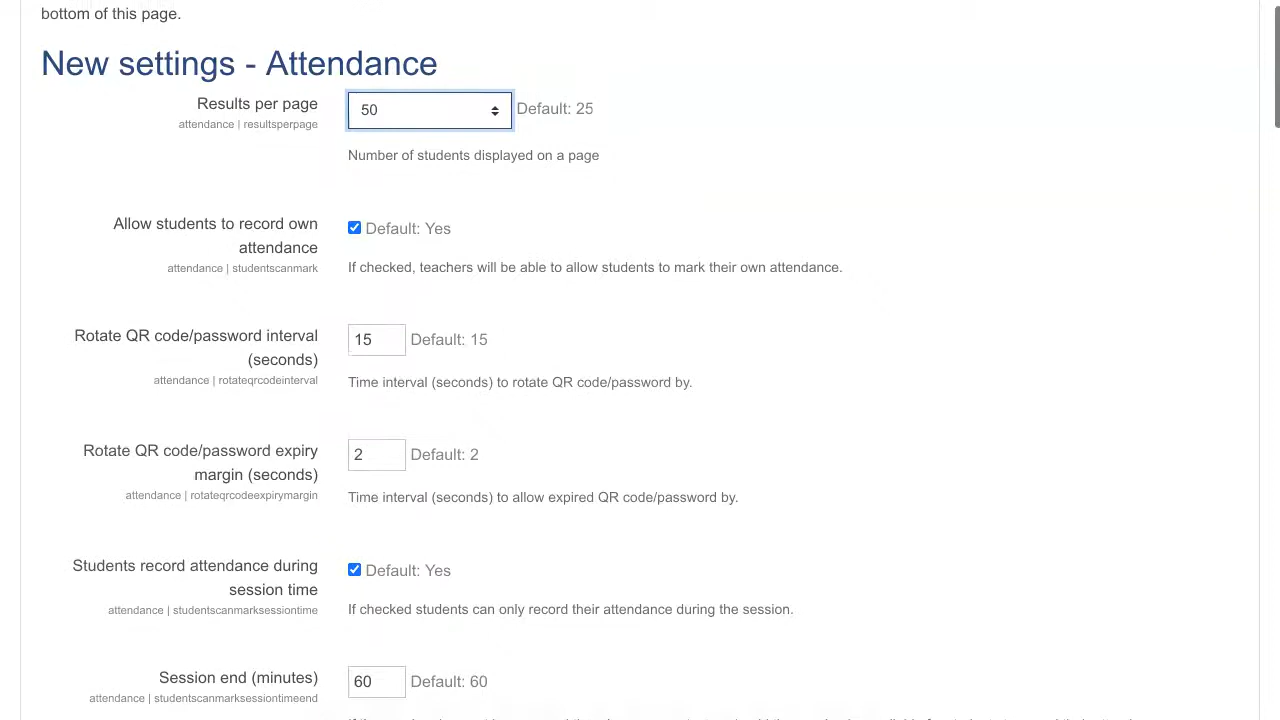 bottom of this page.
New settings - Attendance
Results per page
attendance | resultsperpage
50
Default: 25
Number of students displayed on a page
Allow students to record own
attendance
attendance | studentscanmark
Default: Yes
If checked, teachers will be able to allow students to mark their own attendance.
Rotate QR code/password interval
(seconds)
attendance | rotateqrcodeinterval
15
Default: 15
Time interval (seconds) to rotate QR code/password by.
Rotate QR code/password expiry
margin (seconds)
attendance | rotateqrcodeexpirymargin
2
Default: 2
Time interval (seconds) to allow expired QR code/password by.
Students record attendance during
session time
attendance | studentscanmarksessiontime
Default: Yes
If checked students can only record their attendance during the session.
Session end (minutes)
attendance | studentscanmarksessiontimeend
60
Default: 60